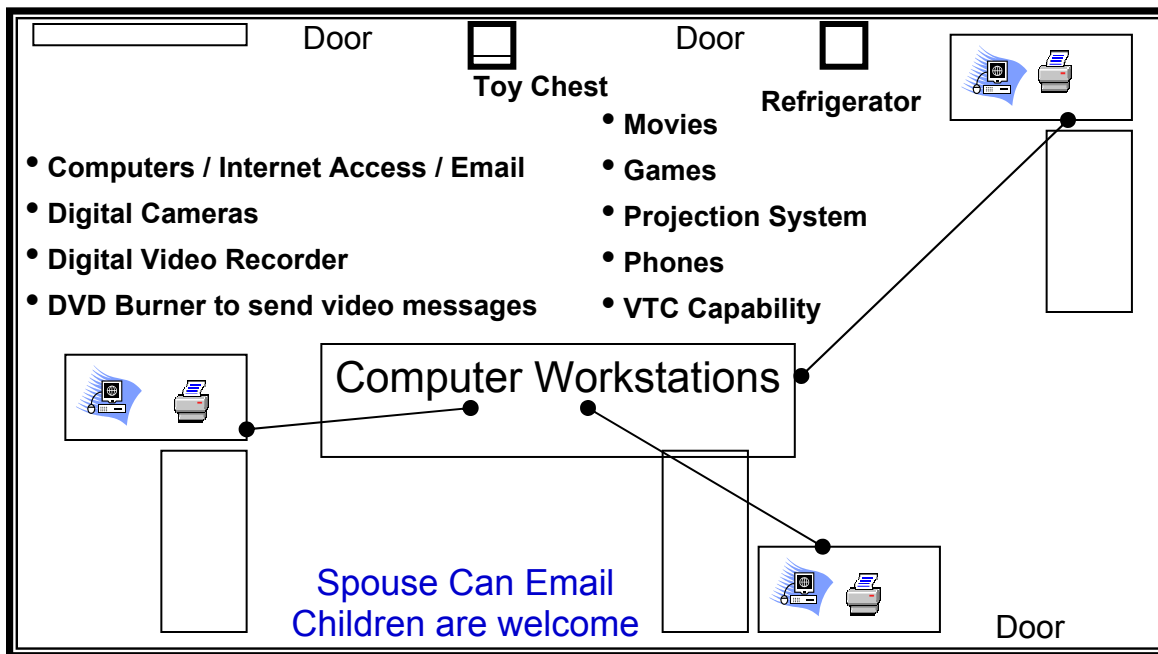 Door
Door
Toy Chest
Refrigerator
• Computers / Internet Access / Email
• Digital Cameras
• Digital Video Recorder
• DVD Burner to send video messages
• Movies
• Games
• Projection System
• Phones
• VTC Capability
Computer Workstations
Spouse Can Email
Children are welcome
Door